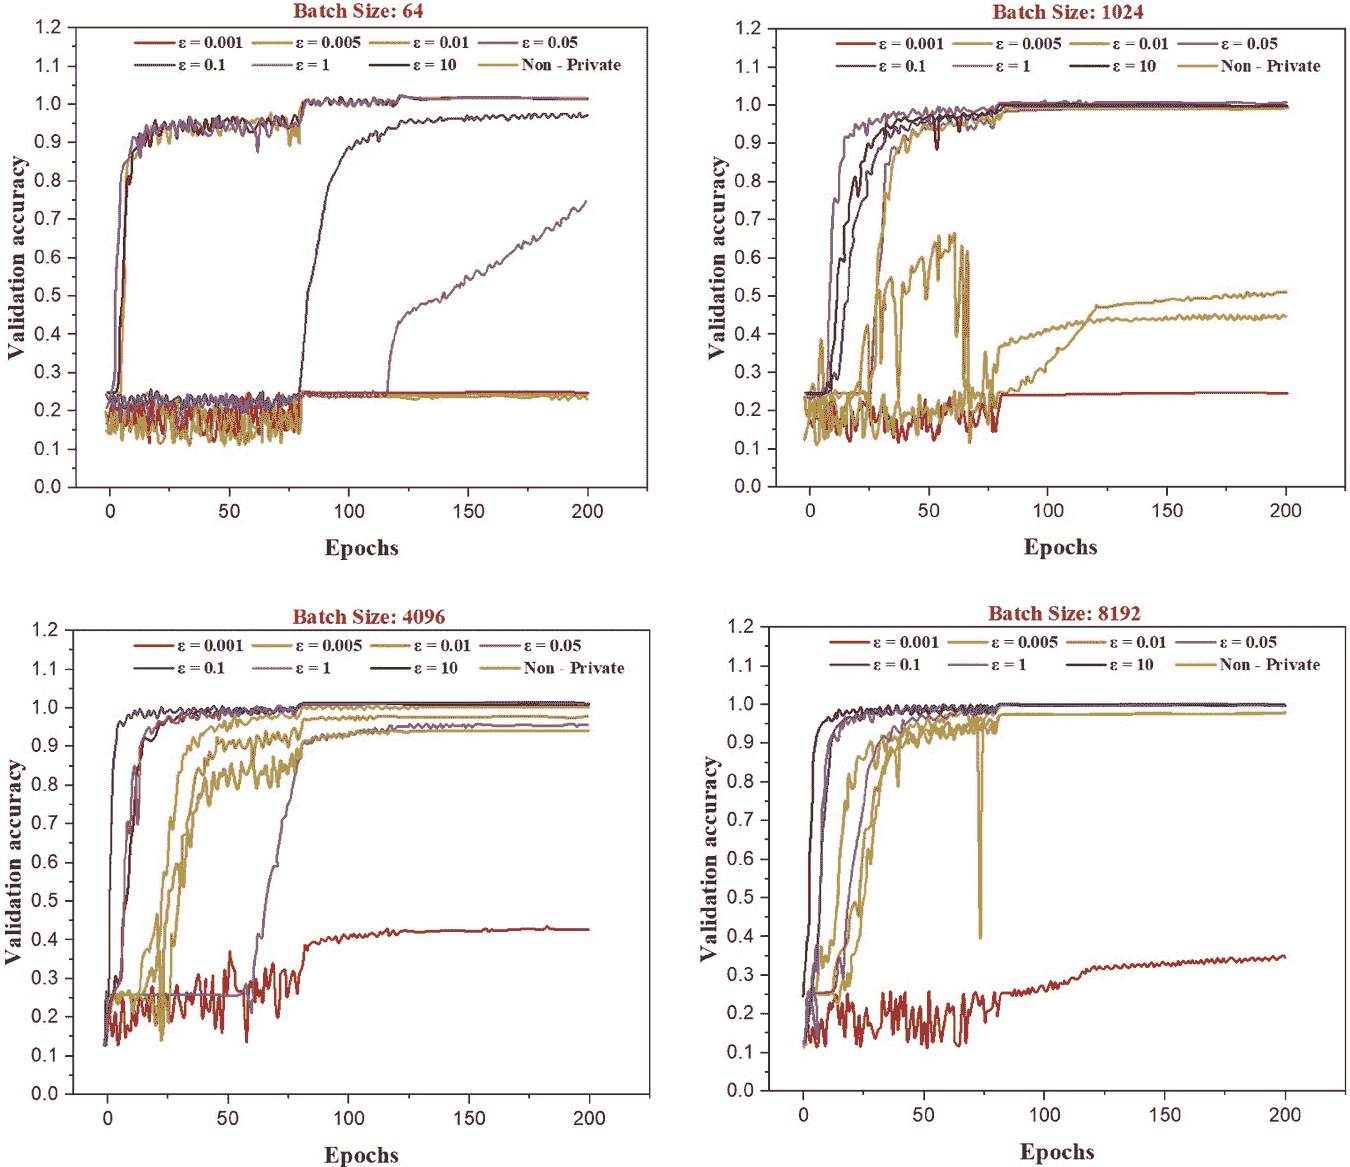 Batch Size: 64
ε = 0.001 ε = 0.005 ε = 0.01 ε = 0.05
ε = 0.1 ε = 1 ε = 10 Non - Private
1.2
1.1
1.0
0.9
0.8
0.7
0.6
0.5
0.4
0.3
0.2
0.1
0.0
Validation accuracy
0 50 100 150 200
Epochs
Batch Size: 1024
ε = 0.001 ε = 0.005 ε = 0.01 ε = 0.05
ε = 0.1 ε = 1 ε = 10 Non - Private
1.2
1.1
1.0
0.9
0.8
0.7
0.6
0.5
0.4
0.3
0.2
0.1
0.0
Validation accuracy
0 50 100 150 200
Epochs
Batch Size: 4096
ε = 0.001 ε = 0.005 ε = 0.01 ε = 0.05
ε = 0.1 ε = 1 ε = 10 Non - Private
1.2
1.1
1.0
0.9
0.8
0.7
0.6
0.5
0.4
0.3
0.2
0.1
0.0
Validation accuracy
0 50 100 150 200
Epochs
Batch Size: 8192
ε = 0.001 ε = 0.005 ε = 0.01 ε = 0.05
ε = 0.1 ε = 1 ε = 10 Non - Private
1.2
1.1
1.0
0.9
0.8
0.7
0.6
0.5
0.4
0.3
0.2
0.1
0.0
Validation accuracy
0 50 100 150 200
Epochs